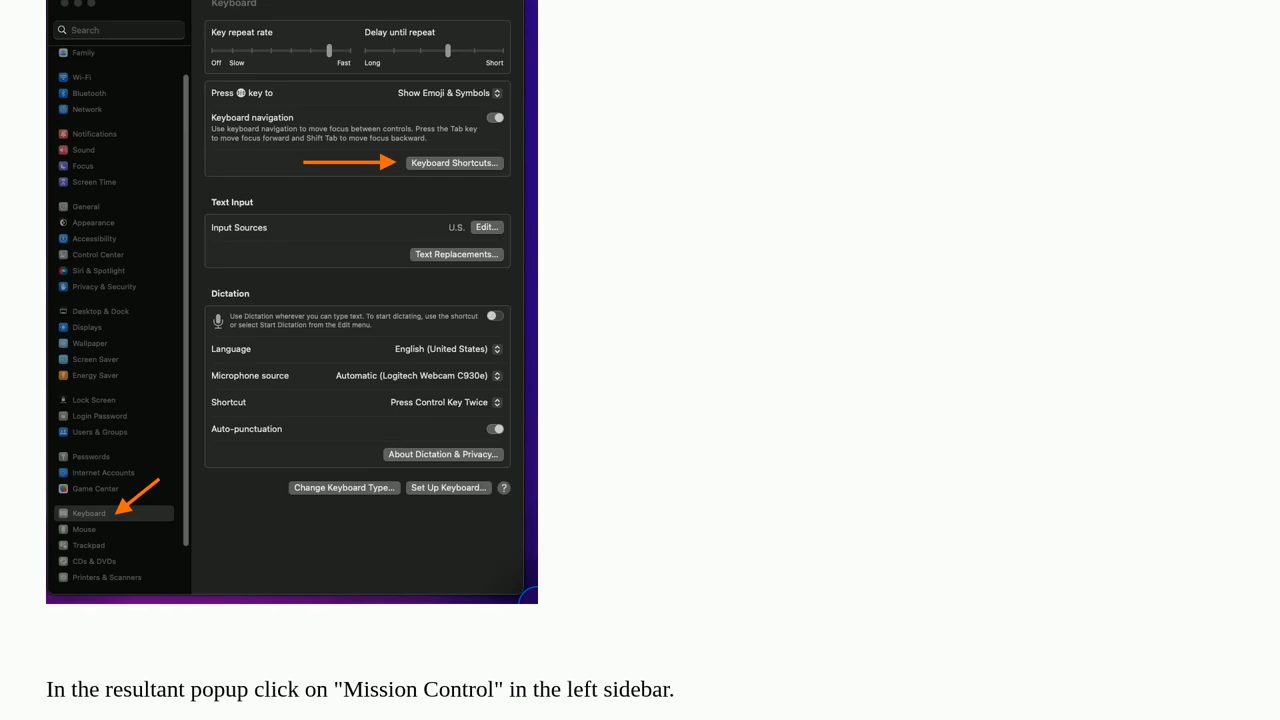 Keyboard
Search
Family
Wi-Fi
Bluetooth
Network
Notifications
Sound
Focus
Screen Time
General
Appearance
Accessibility
Control Center
Siri & Spotlight
Privacy & Security
Desktop & Dock
Displays
Wallpaper
Screen Saver
Energy Saver
Lock Screen
Login Password
Users & Groups
Passwords
Internet Accounts
Game Center
Keyboard
Mouse
Trackpad
CDs & DVDs
Printers & Scanners
Key repeat rate
Delay until repeat
Off Slow Fast
Long Short
Press key to Show Emoji & Symbols
Keyboard navigation
Use keyboard navigation to move focus between controls. Press the Tab key
to move focus forward and Shift Tab to move focus backward.
Keyboard Shortcuts...
Text Input
Input Sources U.S. Edit...
Text Replacements...
Dictation
Use Dictation wherever you can type text. To start dictating, use the shortcut
or select Start Dictation from the Edit menu.
Language English (United States)
Microphone source Automatic (Logitech Webcam C930e)
Shortcut Press Control Key Twice
Auto-punctuation
About Dictation & Privacy...
Change Keyboard Type... Set Up Keyboard... ?
In the resultant popup click on "Mission Control" in the left sidebar.